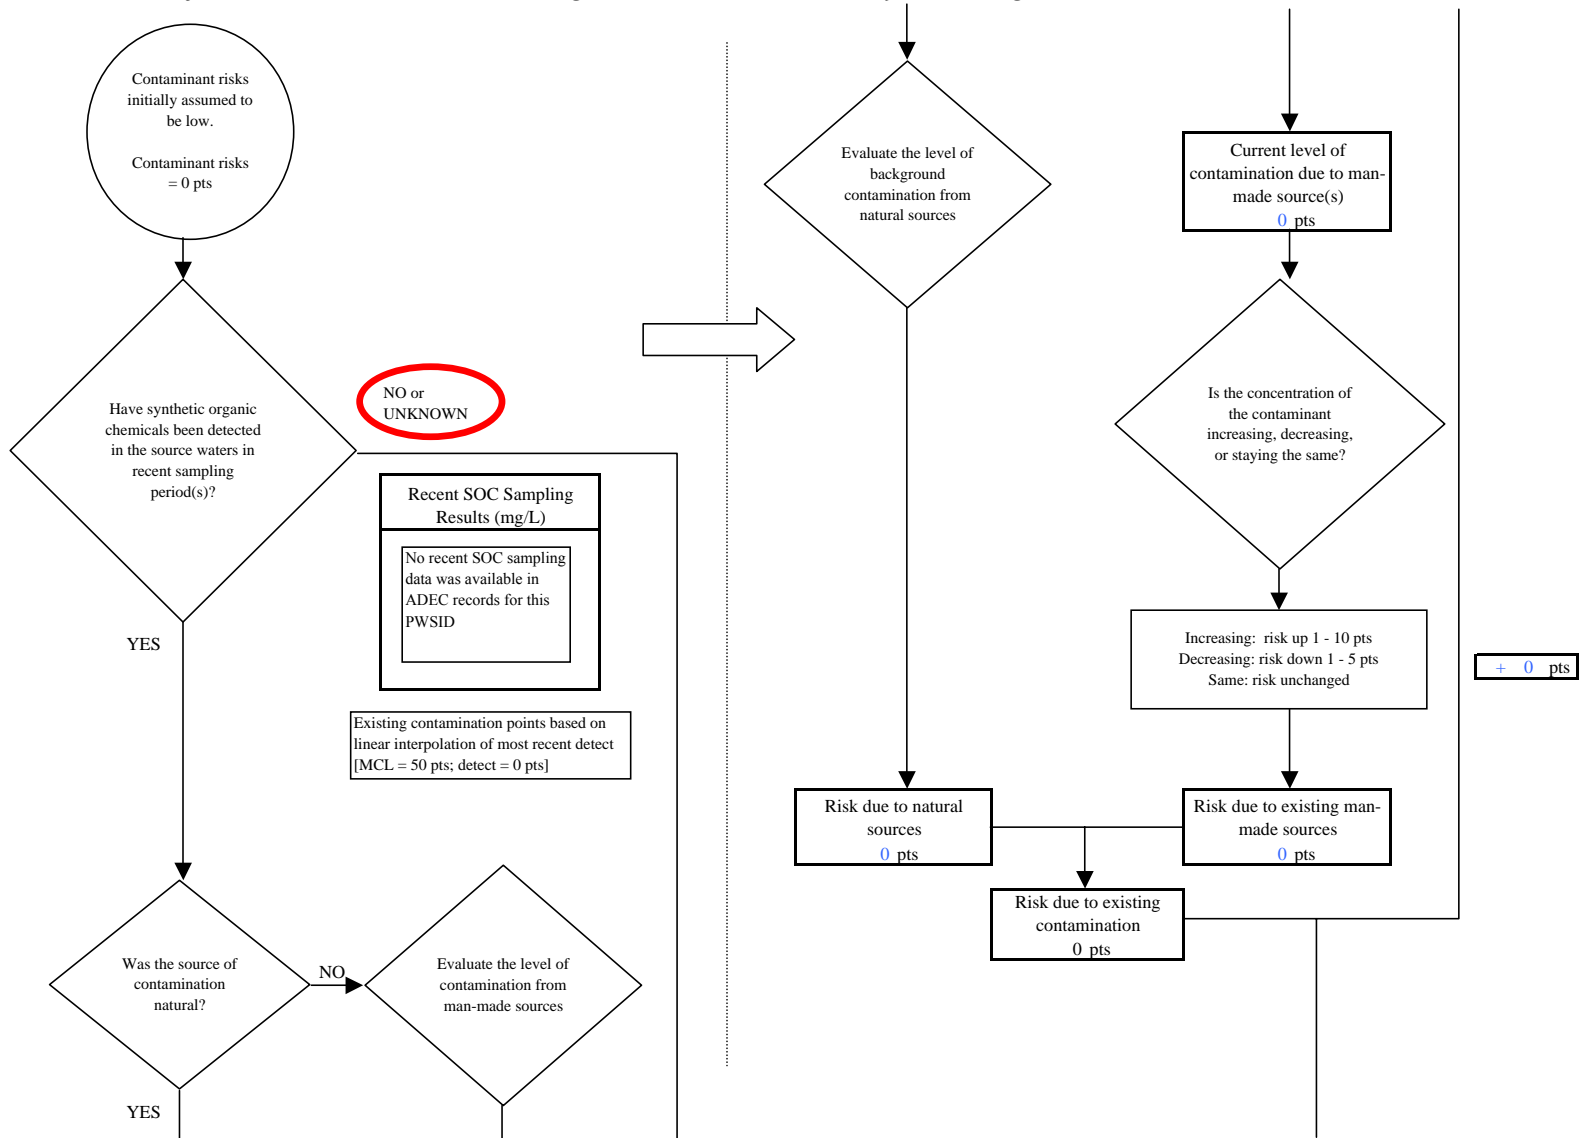 Contaminant risks
initially assumed to
be low.
Contaminant risks
= 0 pts
Have synthetic organic
chemicals been detected
in the source waters in
recent sampling
period(s)?
NO or
UNKNOWN
Recent SOC Sampling
Results (mg/L)
No recent SOC sampling
data was available in
ADEC records for this
PWSID
YES
Existing contamination points based on
linear interpolation of most recent detect
[MCL = 50 pts; detect = 0 pts]
Was the source of
contamination
natural?
NO
Evaluate the level of
contamination from
man-made sources
YES
Evaluate the level of
background
contamination from
natural sources
Current level of
contamination due to man-
made source(s)
0 pts
Is the concentration of
the contaminant
increasing, decreasing,
or staying the same?
Increasing: risk up 1 - 10 pts
Decreasing: risk down 1 - 5 pts
Same: risk unchanged
+ 0 pts
Risk due to natural
sources
0 pts
Risk due to existing man-
made sources
0 pts
Risk due to existing
contamination
0 pts